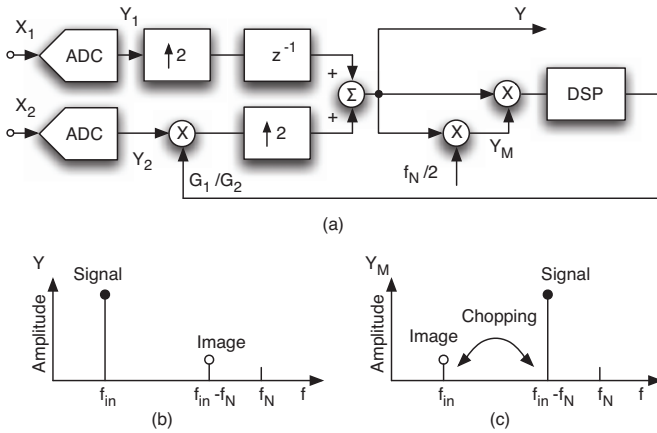 X1 ADC Y1 ↑2 z-1 + Σ + Y X DSP
X2 ADC Y2 X ↑2 X YM
G1/G2 fN/2
(a)
Y Amplitude Signal Image
fin fin-fN fN f
(b)
YM Amplitude Image Chopping Signal
fin fin-fN fN f
(c)